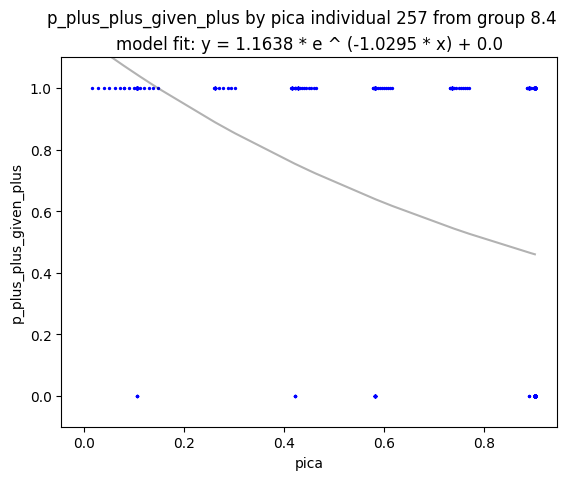 p_plus_plus_given_plus by pica individual 257 from group 8.4
model fit: y = 1.1638 * e ^ (-1.0295 * x) + 0.0
p_plus_plus_given_plus
1.0
0.8
0.6
0.4
0.2
0.0
0.0 0.2 0.4 0.6 0.8
pica